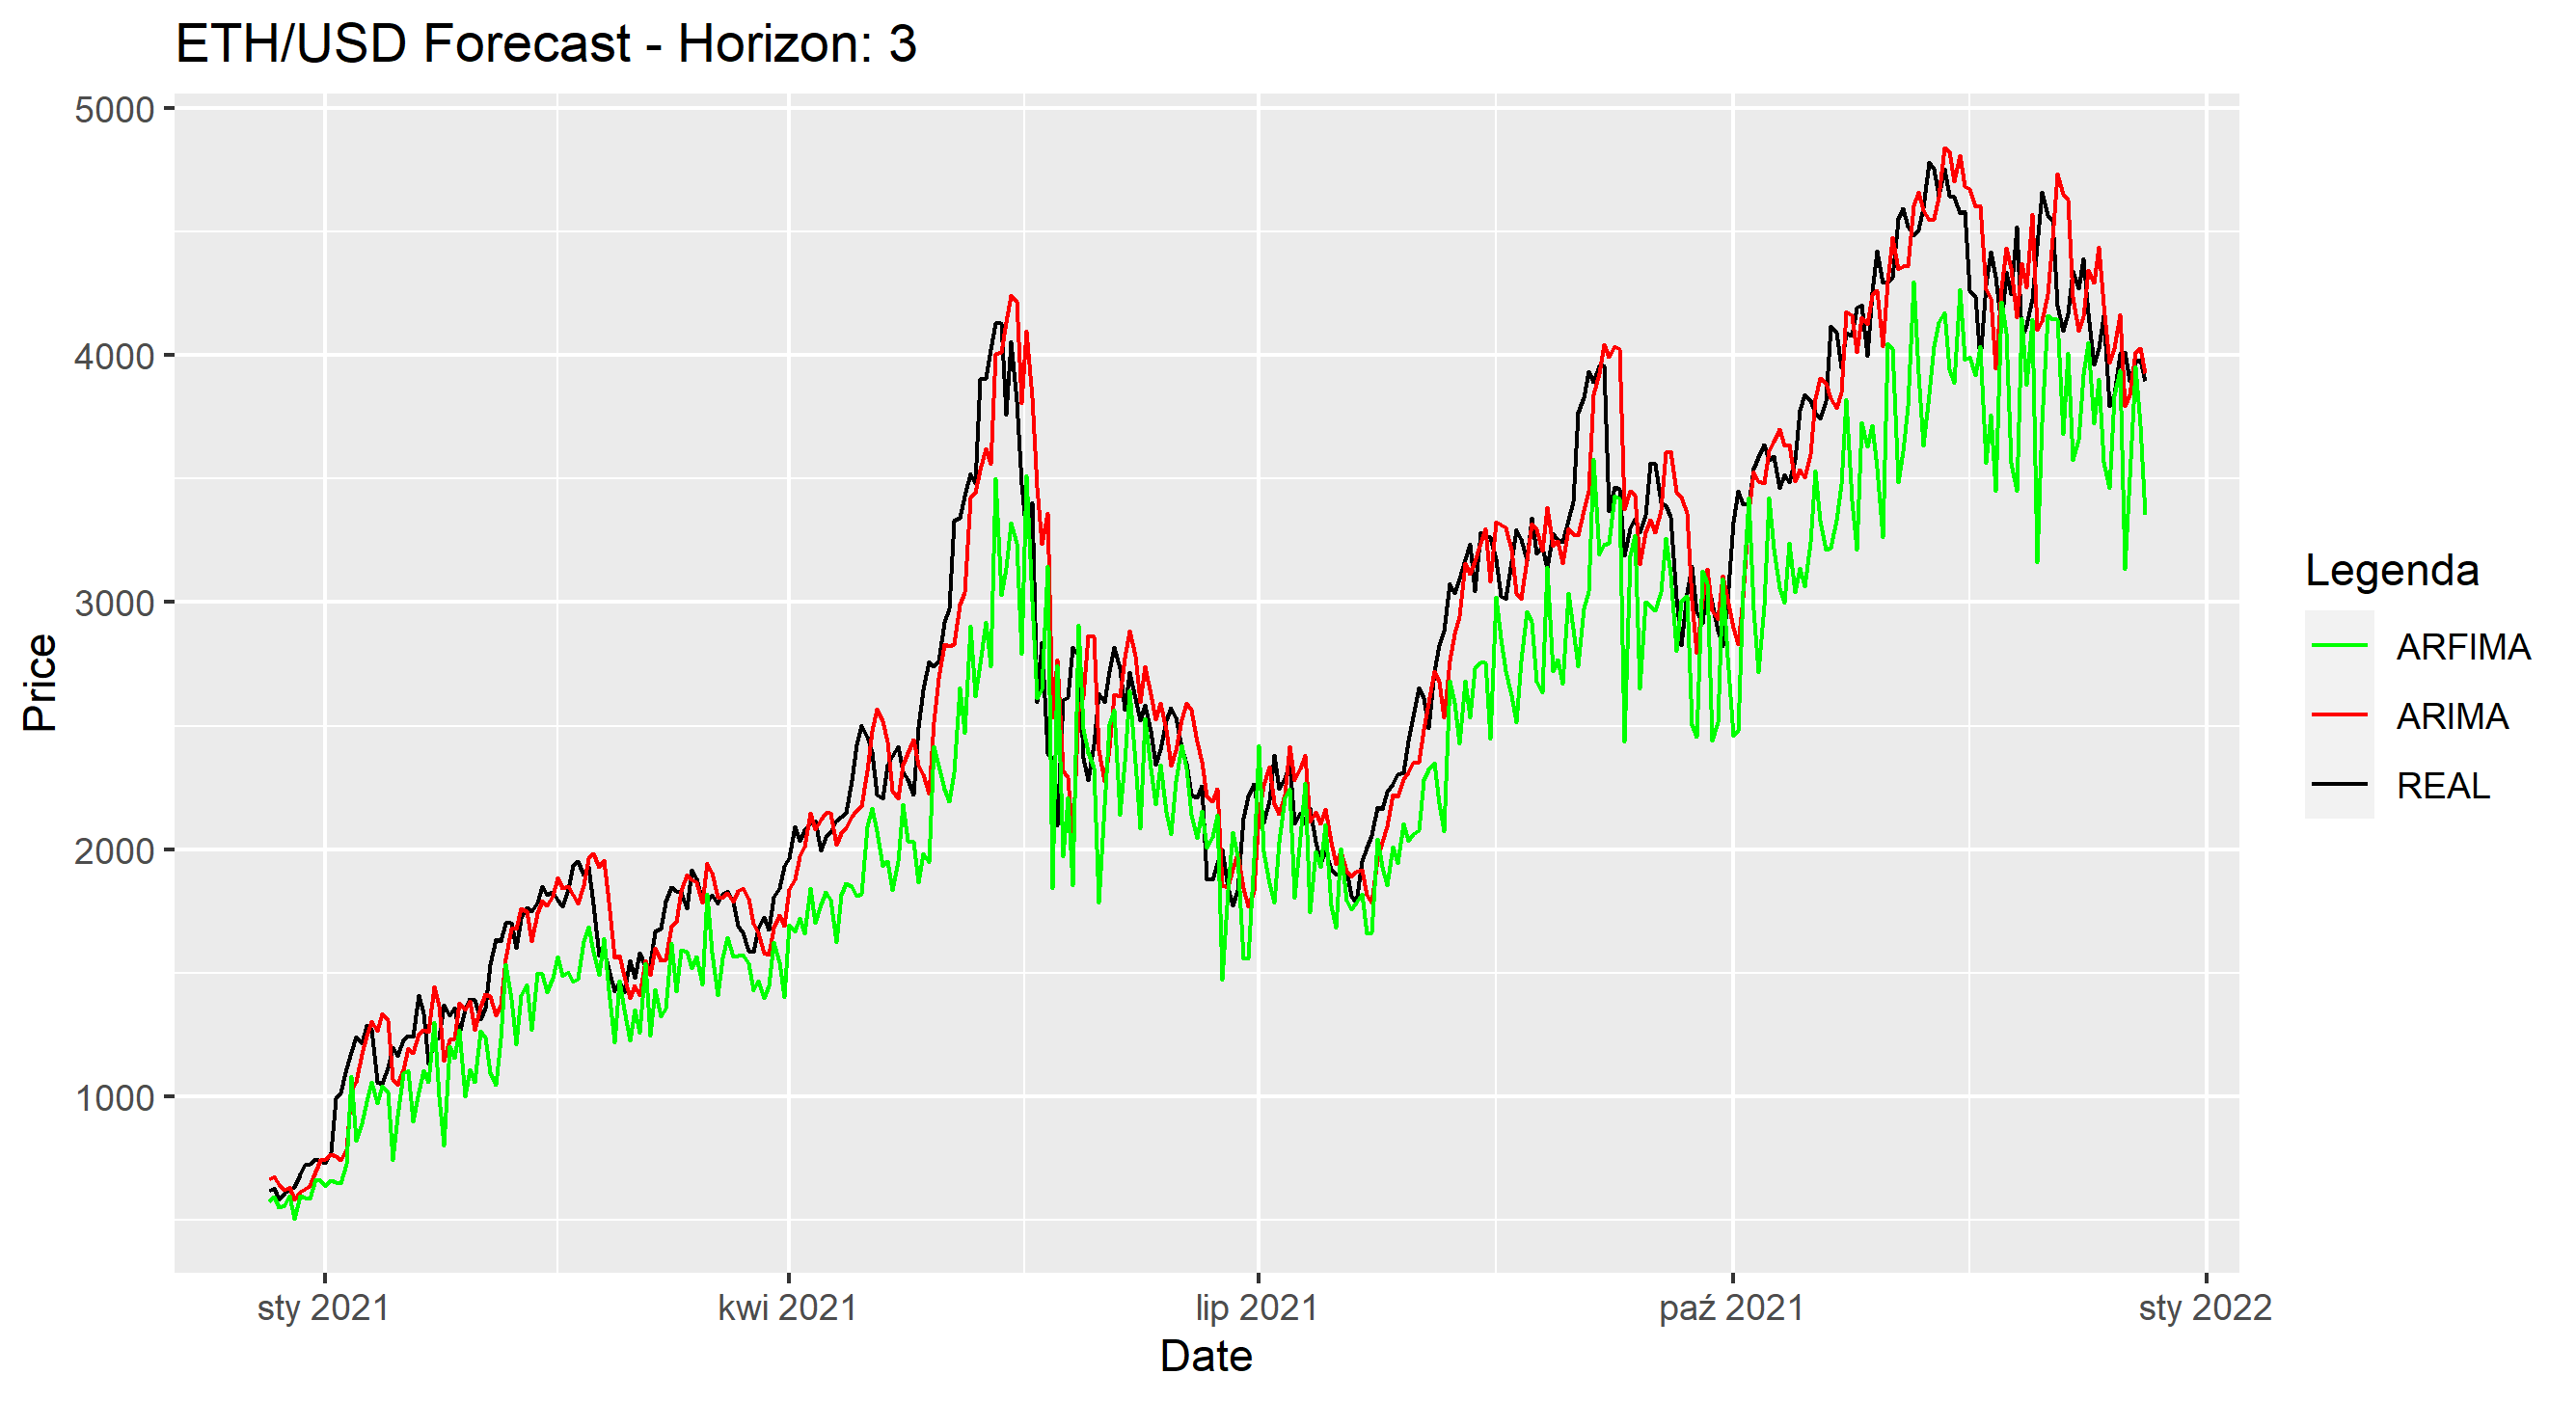 ETH/USD Forecast - Horizon: 3
5000
4000
3000
2000
1000
Price
sty 2021
kwi 2021
lip 2021
paź 2021
sty 2022
Date
Legenda
ARFIMA
ARIMA
REAL